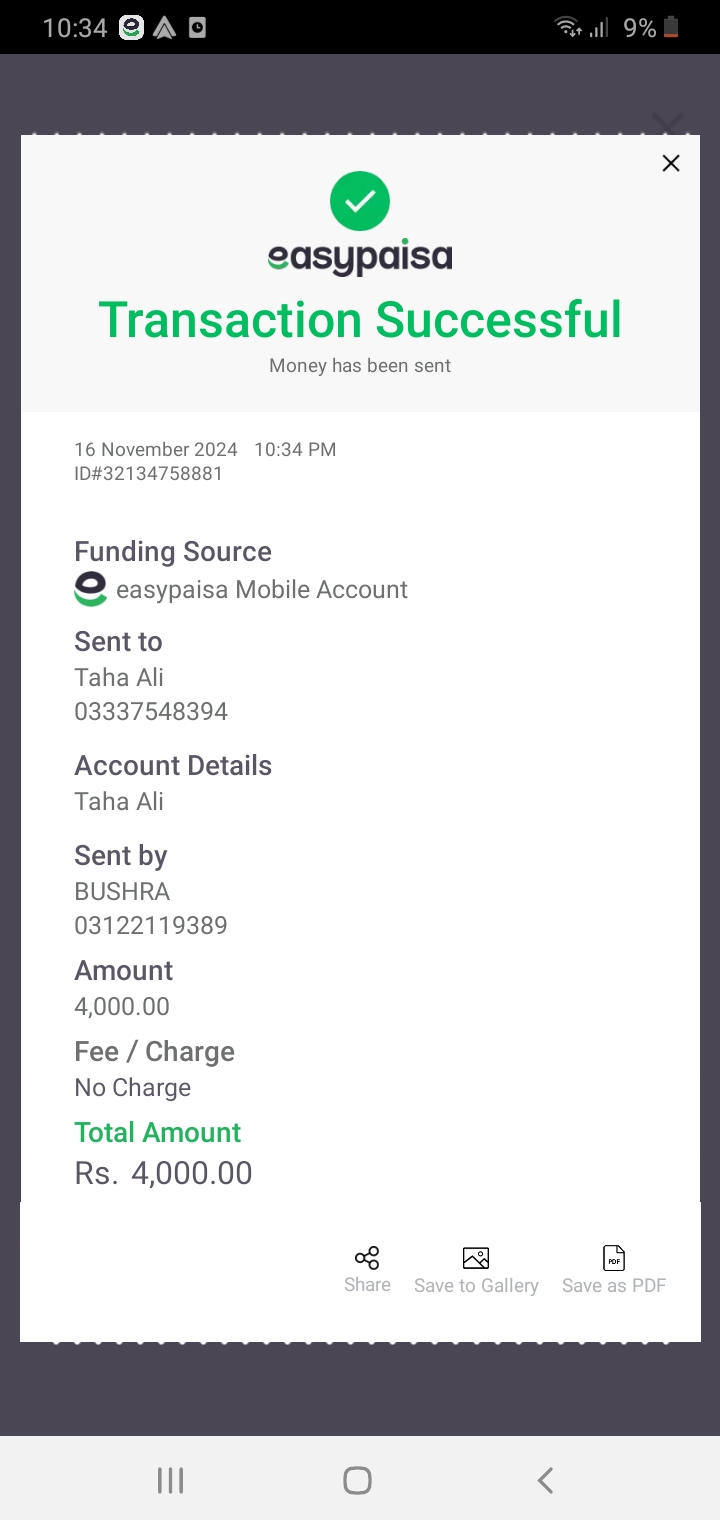 10:34 9%
easypaisa
Transaction Successful
Money has been sent
16 November 2024 10:34 PM
ID#32134758881
Funding Source
easypaisa Mobile Account
Sent to
Taha Ali
03337548394
Account Details
Taha Ali
Sent by
BUSHRA
03122119389
Amount
4,000.00
Fee / Charge
No Charge
Total Amount
Rs. 4,000.00
PDF
Share Save to Gallery Save as PDF